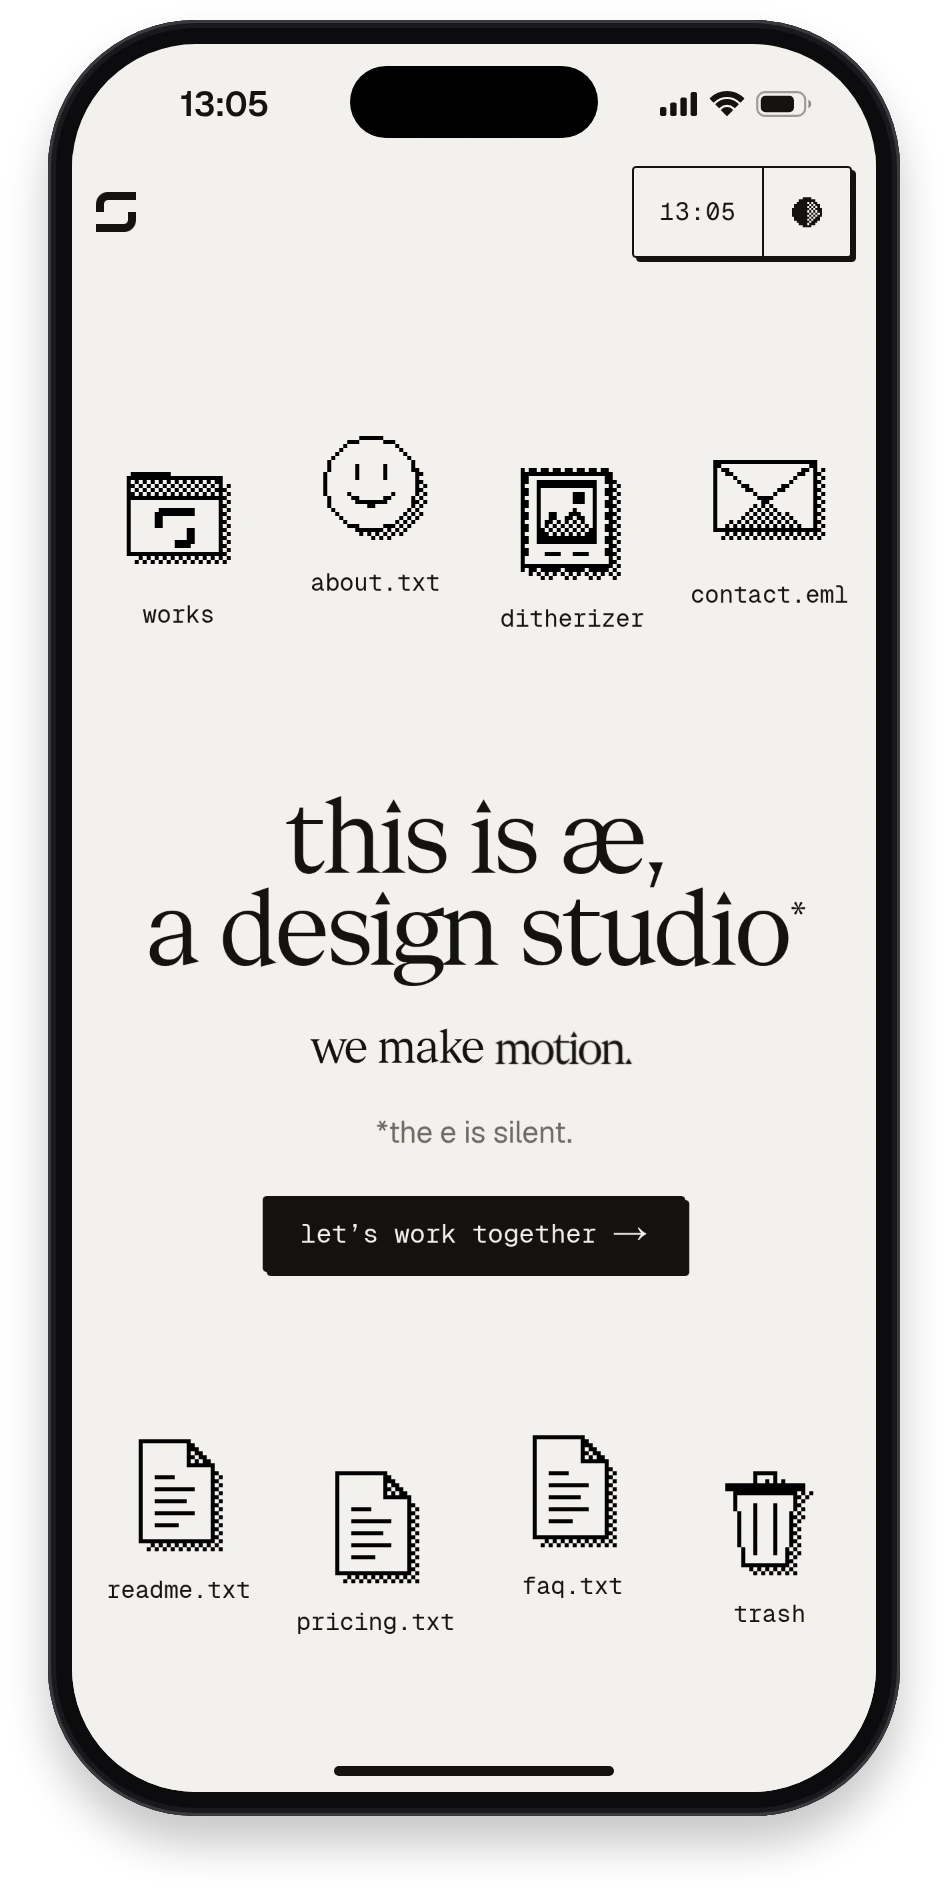 13:05
13:05
works
about.txt
ditherizer
contact.eml
this is æ,
a design studio*
we make motion.
*the e is silent.
let’s work together →
readme.txt
pricing.txt
faq.txt
trash